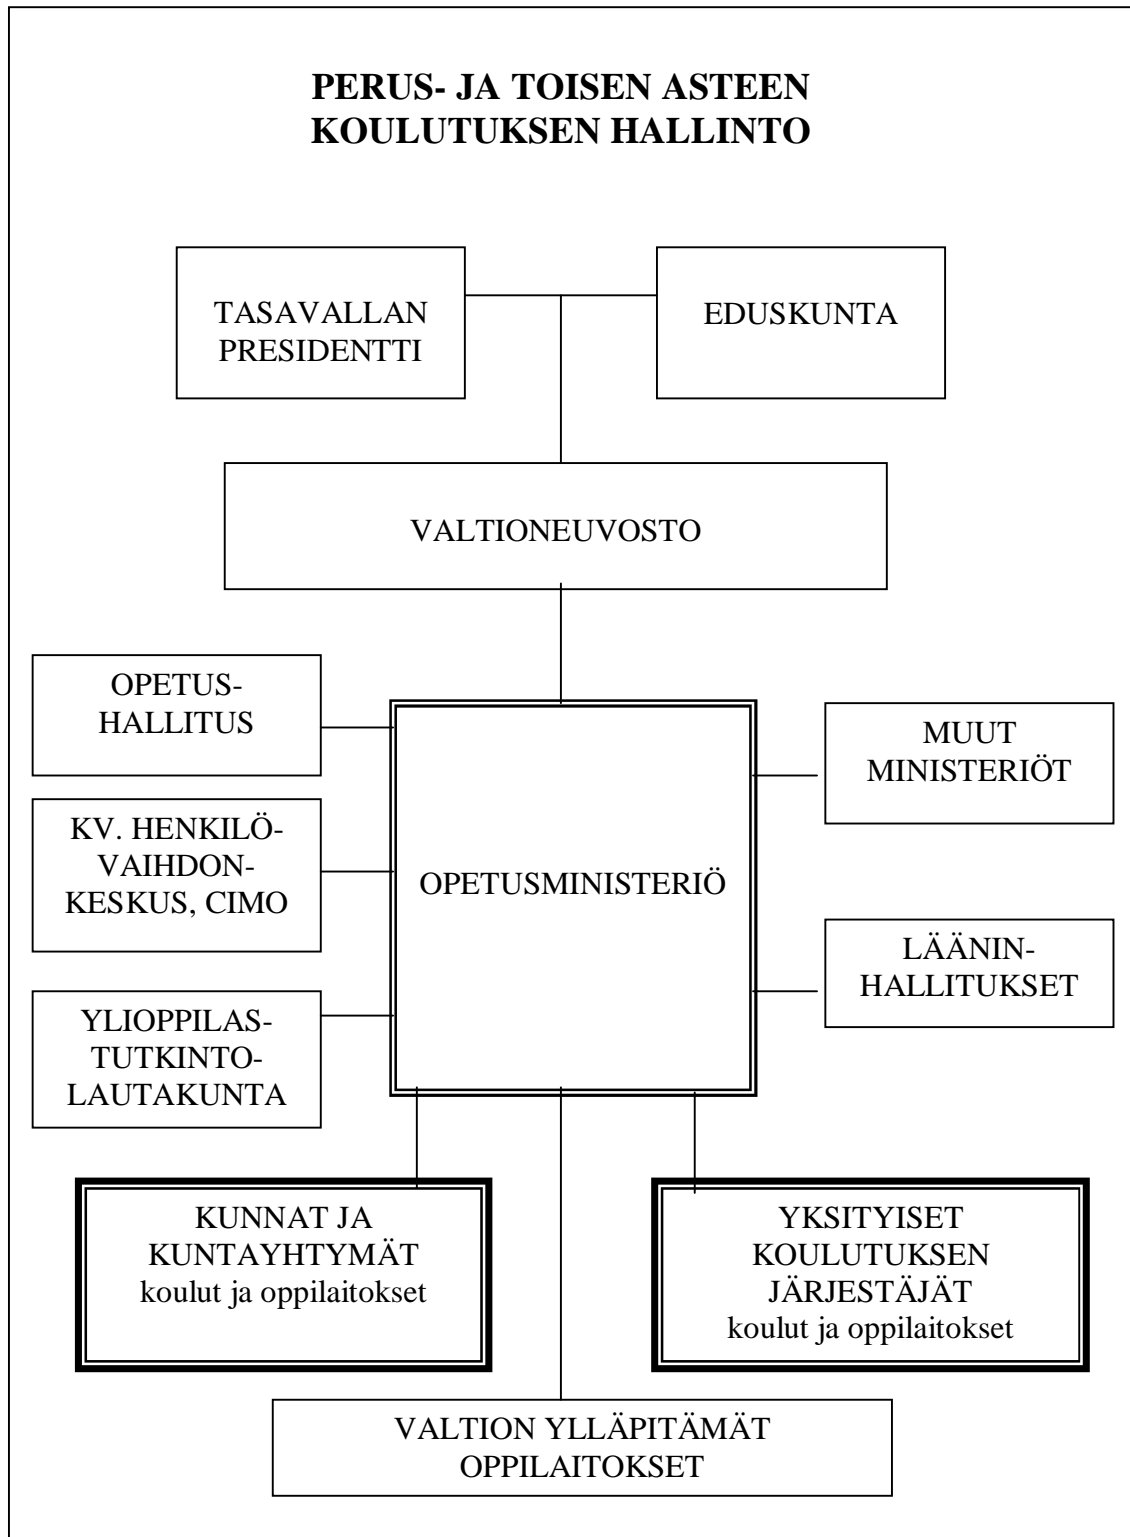 PERUS- JA TOISEN ASTEEN
KOULUTUKSEN HALLINTO
TASAVALLAN
PRESIDENTTI
EDUSKUNTA
VALTIONEUVOSTO
OPETUS-
HALLITUS
KV. HENKILÖ-
VAIHDON-
KESKUS, CIMO
YLIOPPILAS-
TUTKINTO-
LAUTAKUNTA
OPETUSMINISTERIÖ
MUUT
MINISTERIÖT
LÄÄNIN-
HALLITUKSET
KUNNAT JA
KUNTAYHTYMÄT
koulut ja oppilaitokset
YKSITYISET
KOULUTUKSEN
JÄRJESTÄJÄT
koulut ja oppilaitokset
VALTION YLLÄPITÄMÄT
OPPILAITOKSET